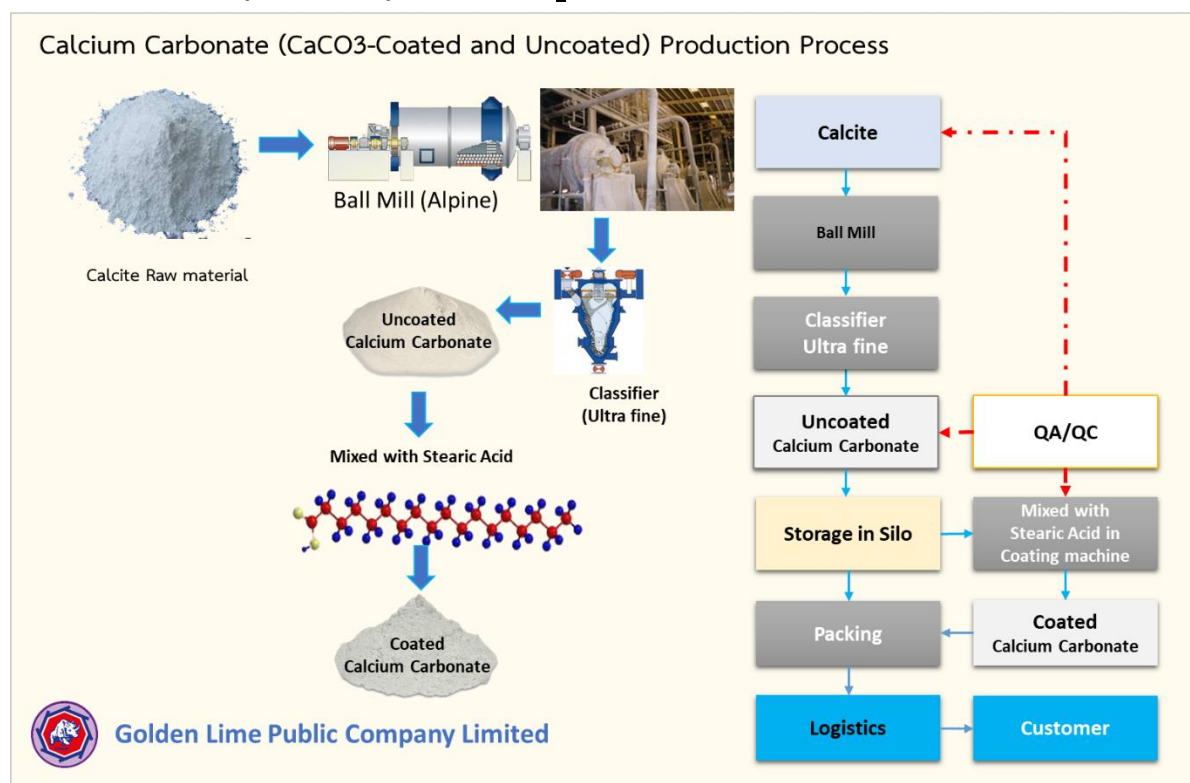 Calcium Carbonate (CaCO3-Coated and Uncoated) Production Process
Ball Mill (Alpine)
Calcite Raw material
Uncoated
Calcium Carbonate
Classifier
(Ultra fine)
Mixed with Stearic Acid
Coated
Calcium Carbonate
Calcite
Ball Mill
Classifier
Ultra fine
Uncoated
Calcium Carbonate
QA/QC
Storage in Silo
Mixed with
Stearic Acid in
Coating machine
Packing
Coated
Calcium Carbonate
Logistics
Customer
Golden Lime Public Company Limited